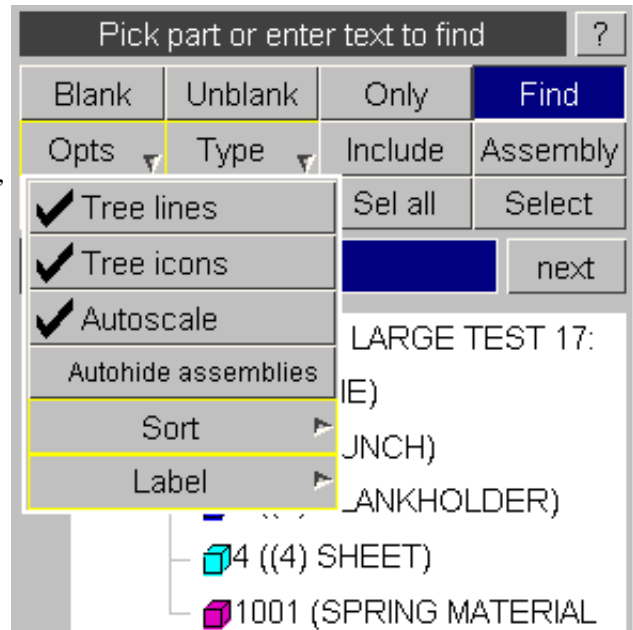 Pick part or enter text to find ?
Blank Unblank Only Find
Opts Type Include Assembly
Sel all Select
next
Tree lines
Tree icons
Autoscale
Autohide assemblies
Sort
Label
LARGE TEST 17:
IE)
JNCH)
LANKHOLDER)
4 ((4) SHEET)
1001 (SPRING MATERIAL